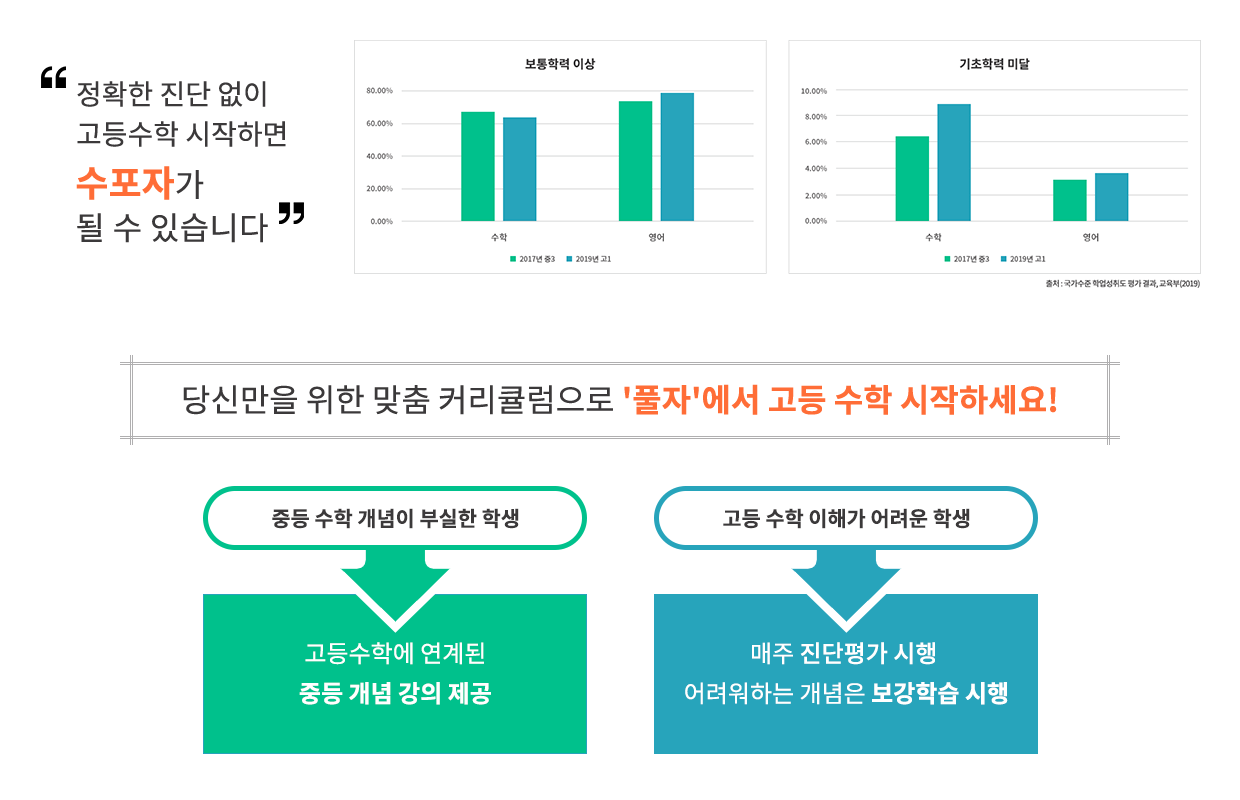 ❝ 정확한 진단 없이
고등수학 시작하면
수포자가
될 수 있습니다 ❞
보통학력 이상
80.00%
60.00%
40.00%
20.00%
0.00%
수학 영어
2017년 중3 2019년 고1
기초학력 미달
10.00%
8.00%
6.00%
4.00%
2.00%
0.00%
수학 영어
2017년 중3 2019년 고1
출처 : 국가수준 학업성취도 평가 결과, 교육부(2019)
당신만을 위한 맞춤 커리큘럼으로 '풀자'에서 고등 수학 시작하세요!
중등 수학 개념이 부실한 학생
고등수학에 연계된
중등 개념 강의 제공
고등 수학 이해가 어려운 학생
매주 진단평가 시행
어려워하는 개념은 보강학습 시행